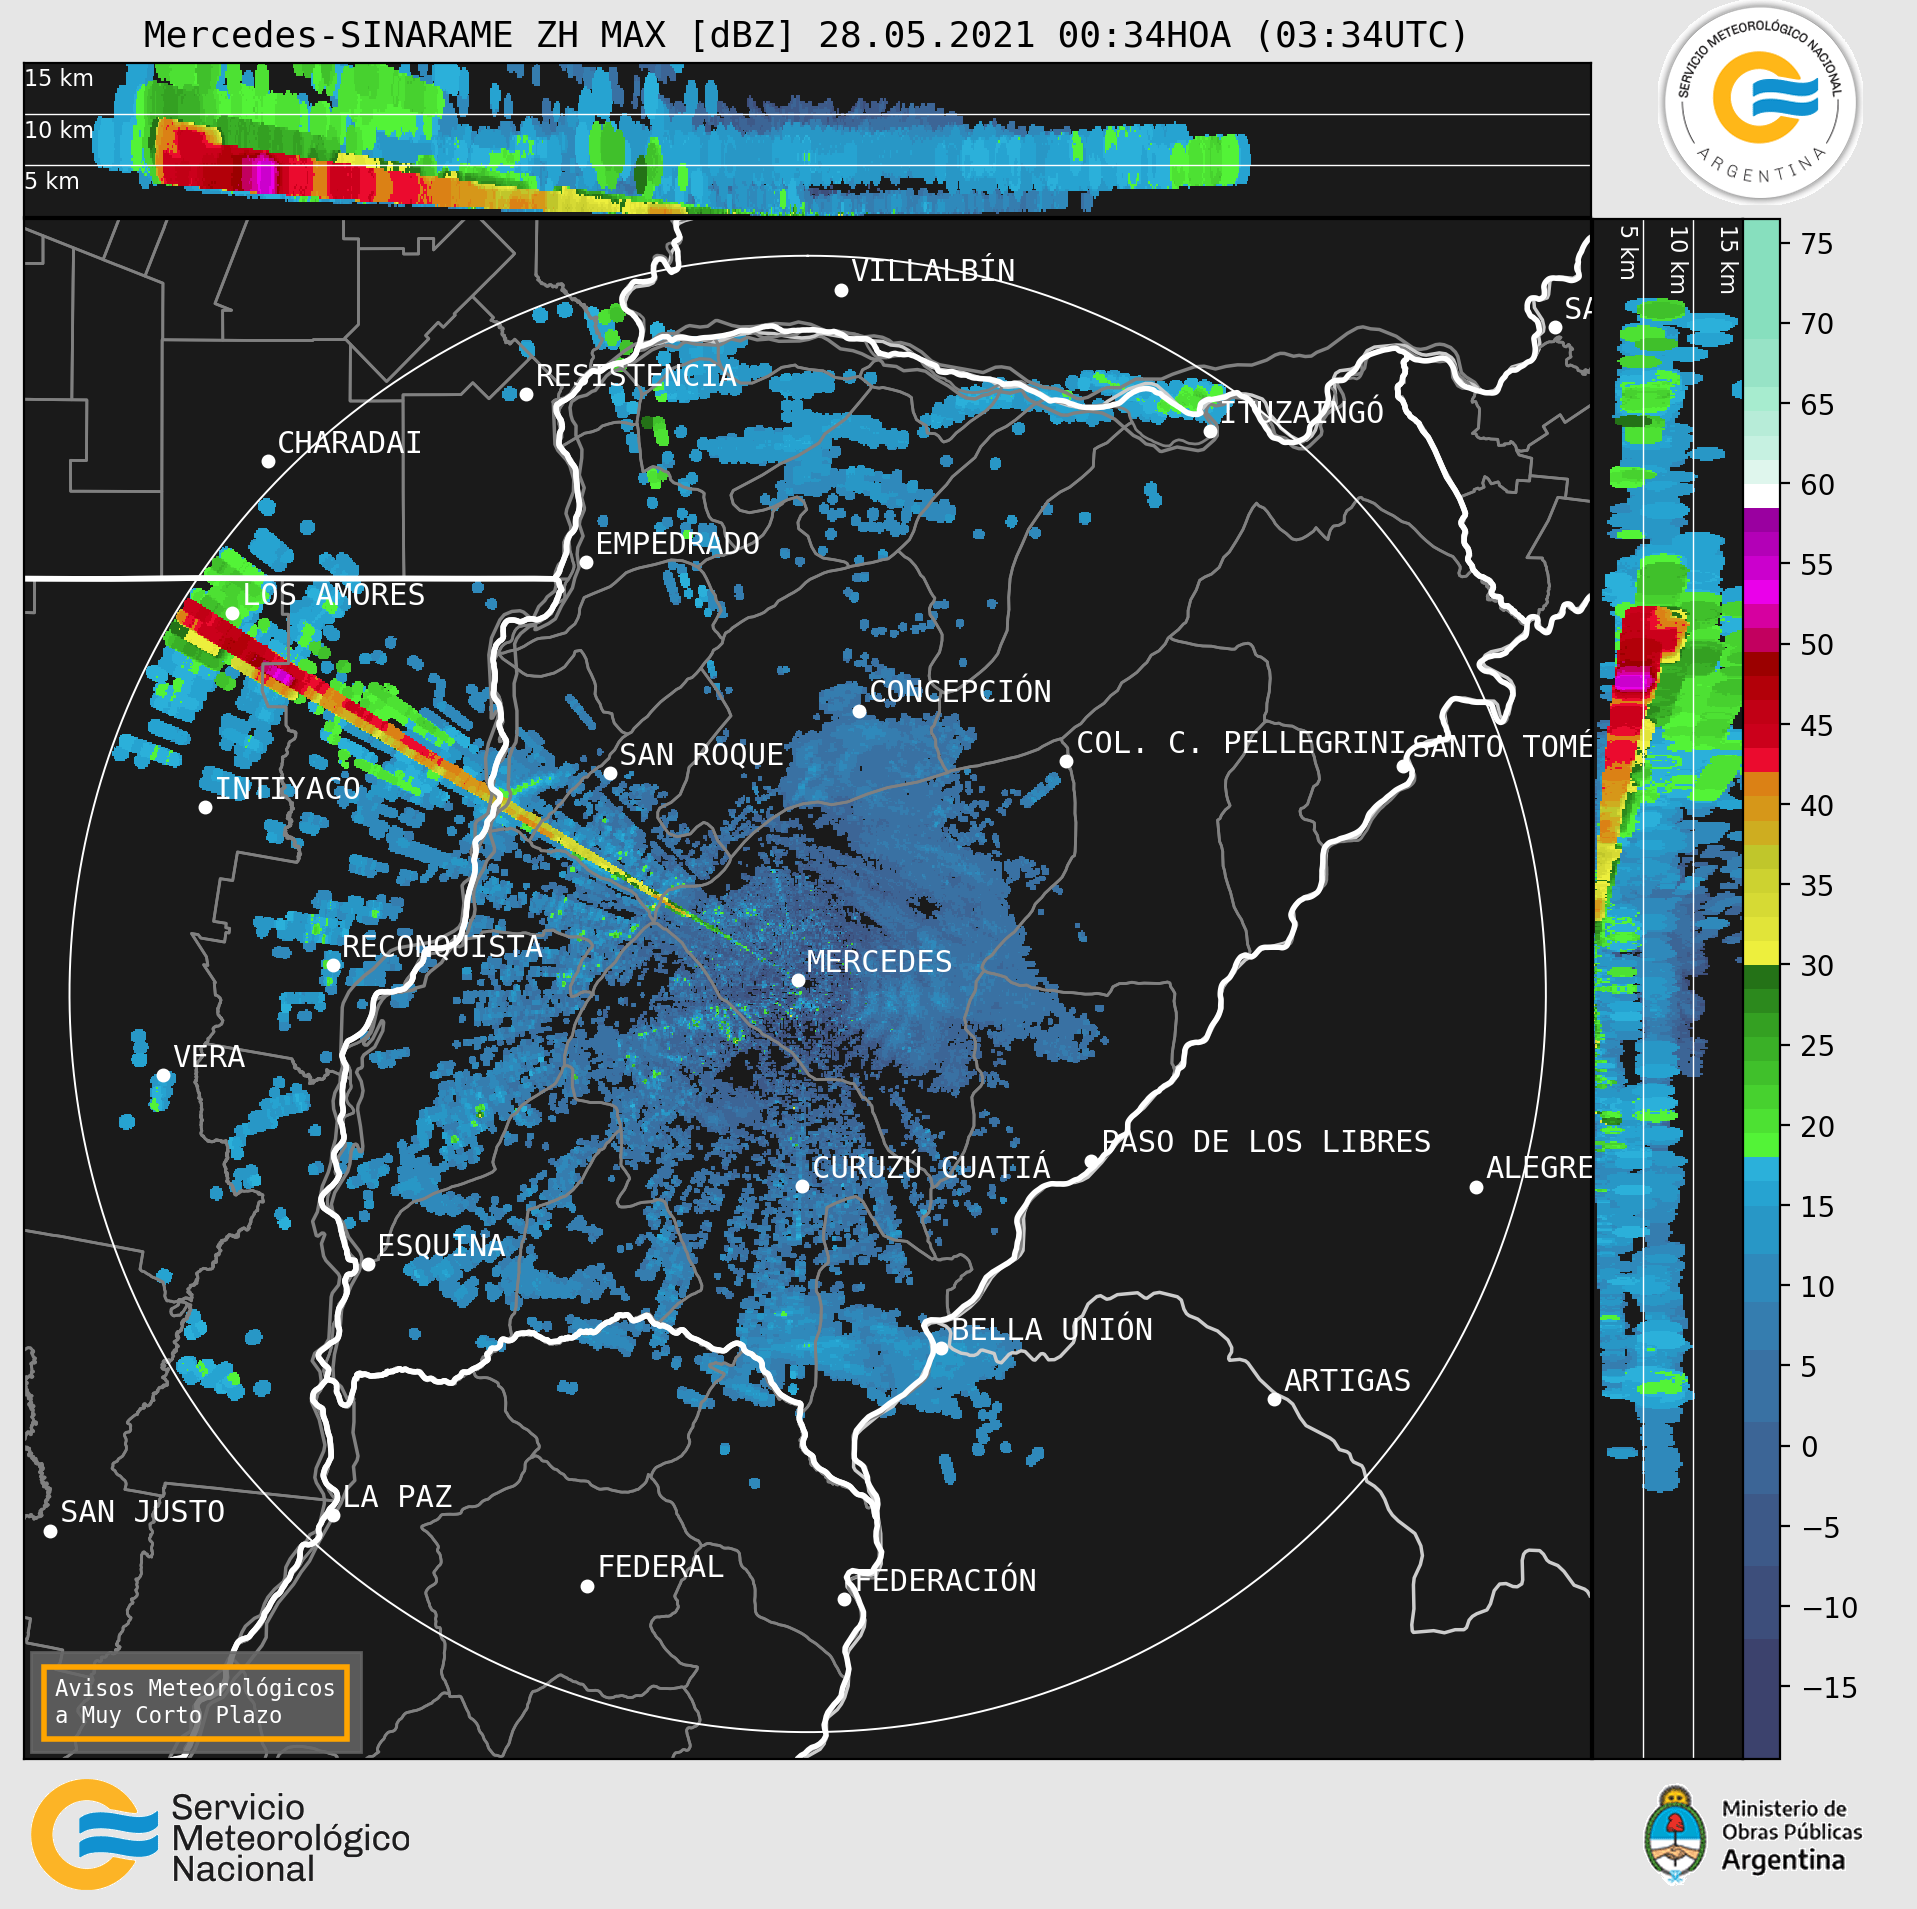 Mercedes-SINARAME ZH MAX [dBZ] 28.05.2021 00:34HOA (03:34UTC)
SERVICIO METEOROLÓGICO NACIONAL
ARGENTINA
15 km
10 km
5 km
5 km
10 km
15 km
VILLALBÍN
SA
RESISTENCIA
ITUZAINGÓ
CHARADAI
EMPEDRADO
LOS AMORES
CONCEPCIÓN
SAN ROQUE
COL. C. PELLEGRINI
SANTO TOMÉ
INTIYACO
RECONQUISTA
MERCEDES
VERA
PASO DE LOS LIBRES
CURUZÚ CUATIÁ
ALEGRE
ESQUINA
BELLA UNIÓN
ARTIGAS
LA PAZ
SAN JUSTO
FEDERAL
FEDERACIÓN
75
70
65
60
55
50
45
40
35
30
25
20
15
10
5
0
−5
−10
−15
Avisos Meteorológicos
a Muy Corto Plazo
Servicio
Meteorológico
Nacional
Ministerio de
Obras Públicas
Argentina